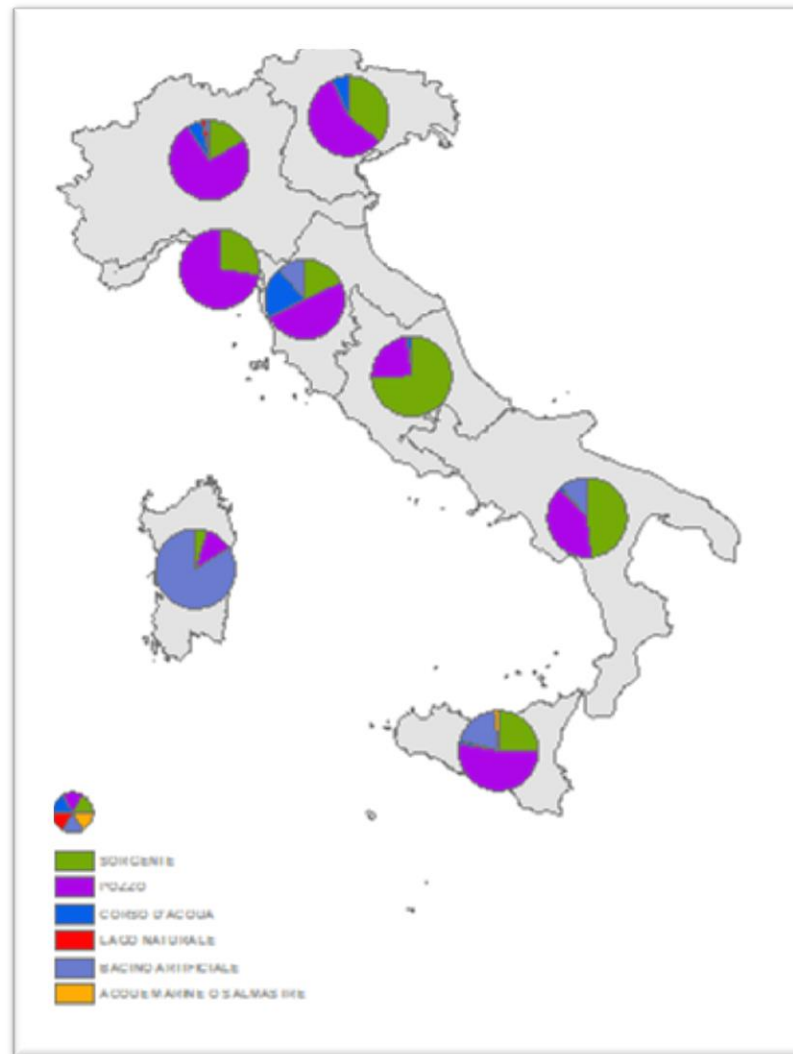 SORGENTE
POZZO
CORSO D'ACQUA
LAGO NATURALE
BACINO ARTIFICIALE
ACQUE MARINE O SALMASTRE